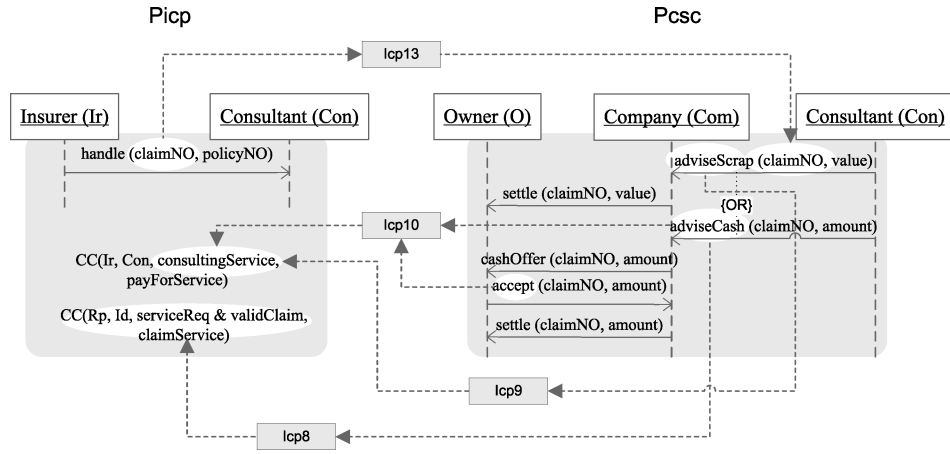 Picp
Pcsc
Icp13
Insurer (Ir)
Consultant (Con)
Owner (O)
Company (Com)
Consultant (Con)
handle (claimNO, policyNO)
adviseScrap (claimNO, value)
settle (claimNO, value)
{OR}
Icp10
adviseCash (claimNO, amount)
CC(Ir, Con, consultingService,
payForService)
cashOffer (claimNO, amount)
accept (claimNO, amount)
CC(Rp, Id, serviceReq & validClaim,
claimService)
settle (claimNO, amount)
Icp9
Icp8